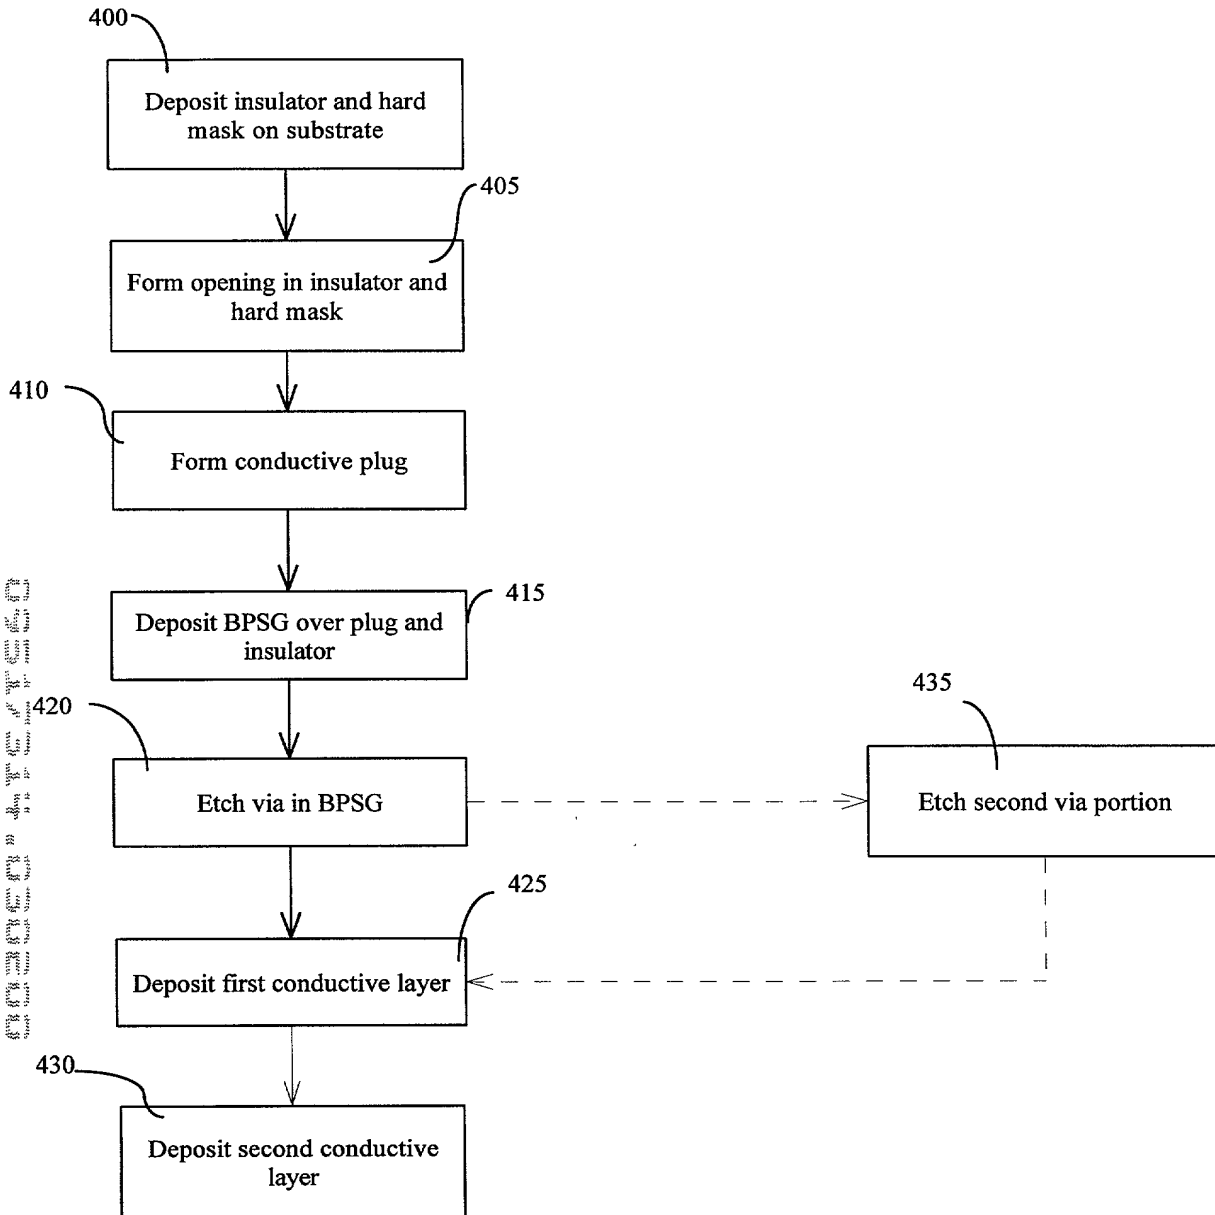 400
Deposit insulator and hard
mask on substrate
405
Form opening in insulator and
hard mask
410
Form conductive plug
415
Deposit BPSG over plug and
insulator
420
Etch via in BPSG
435
Etch second via portion
425
Deposit first conductive layer
430
Deposit second conductive
layer